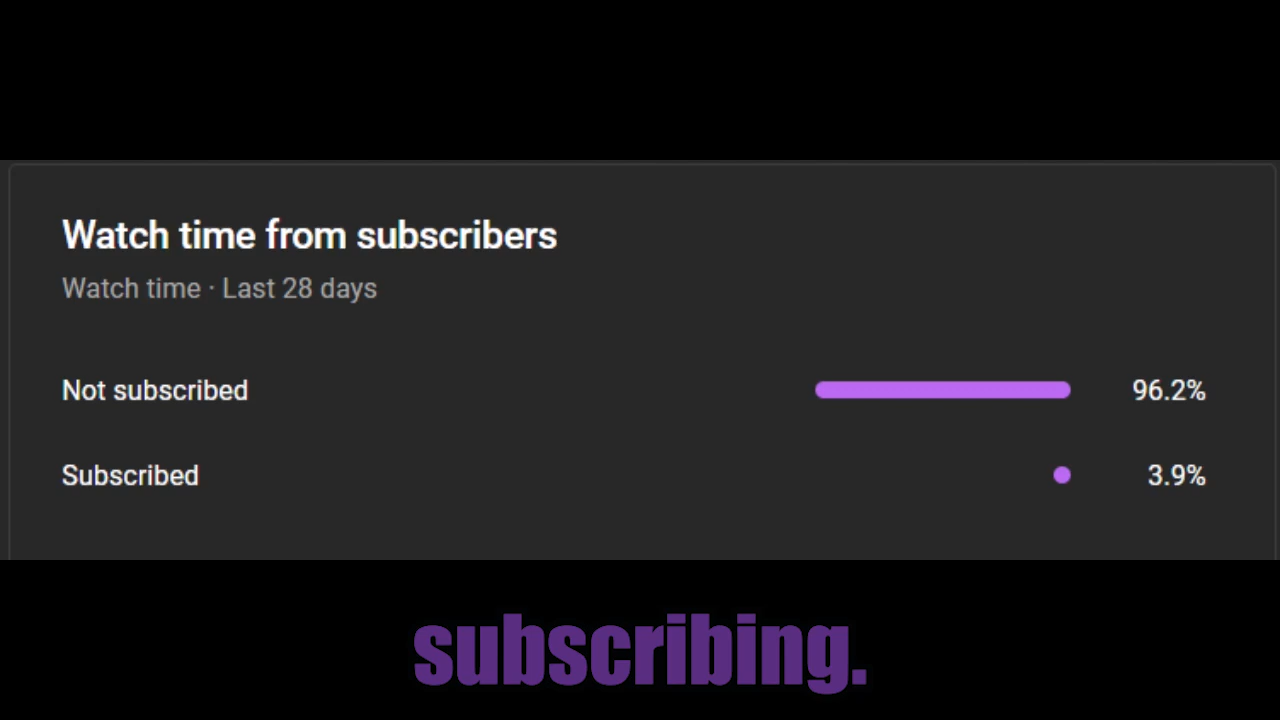 Watch time from subscribers
Watch time · Last 28 days
Not subscribed 96.2%
Subscribed 3.9%
subscribing.